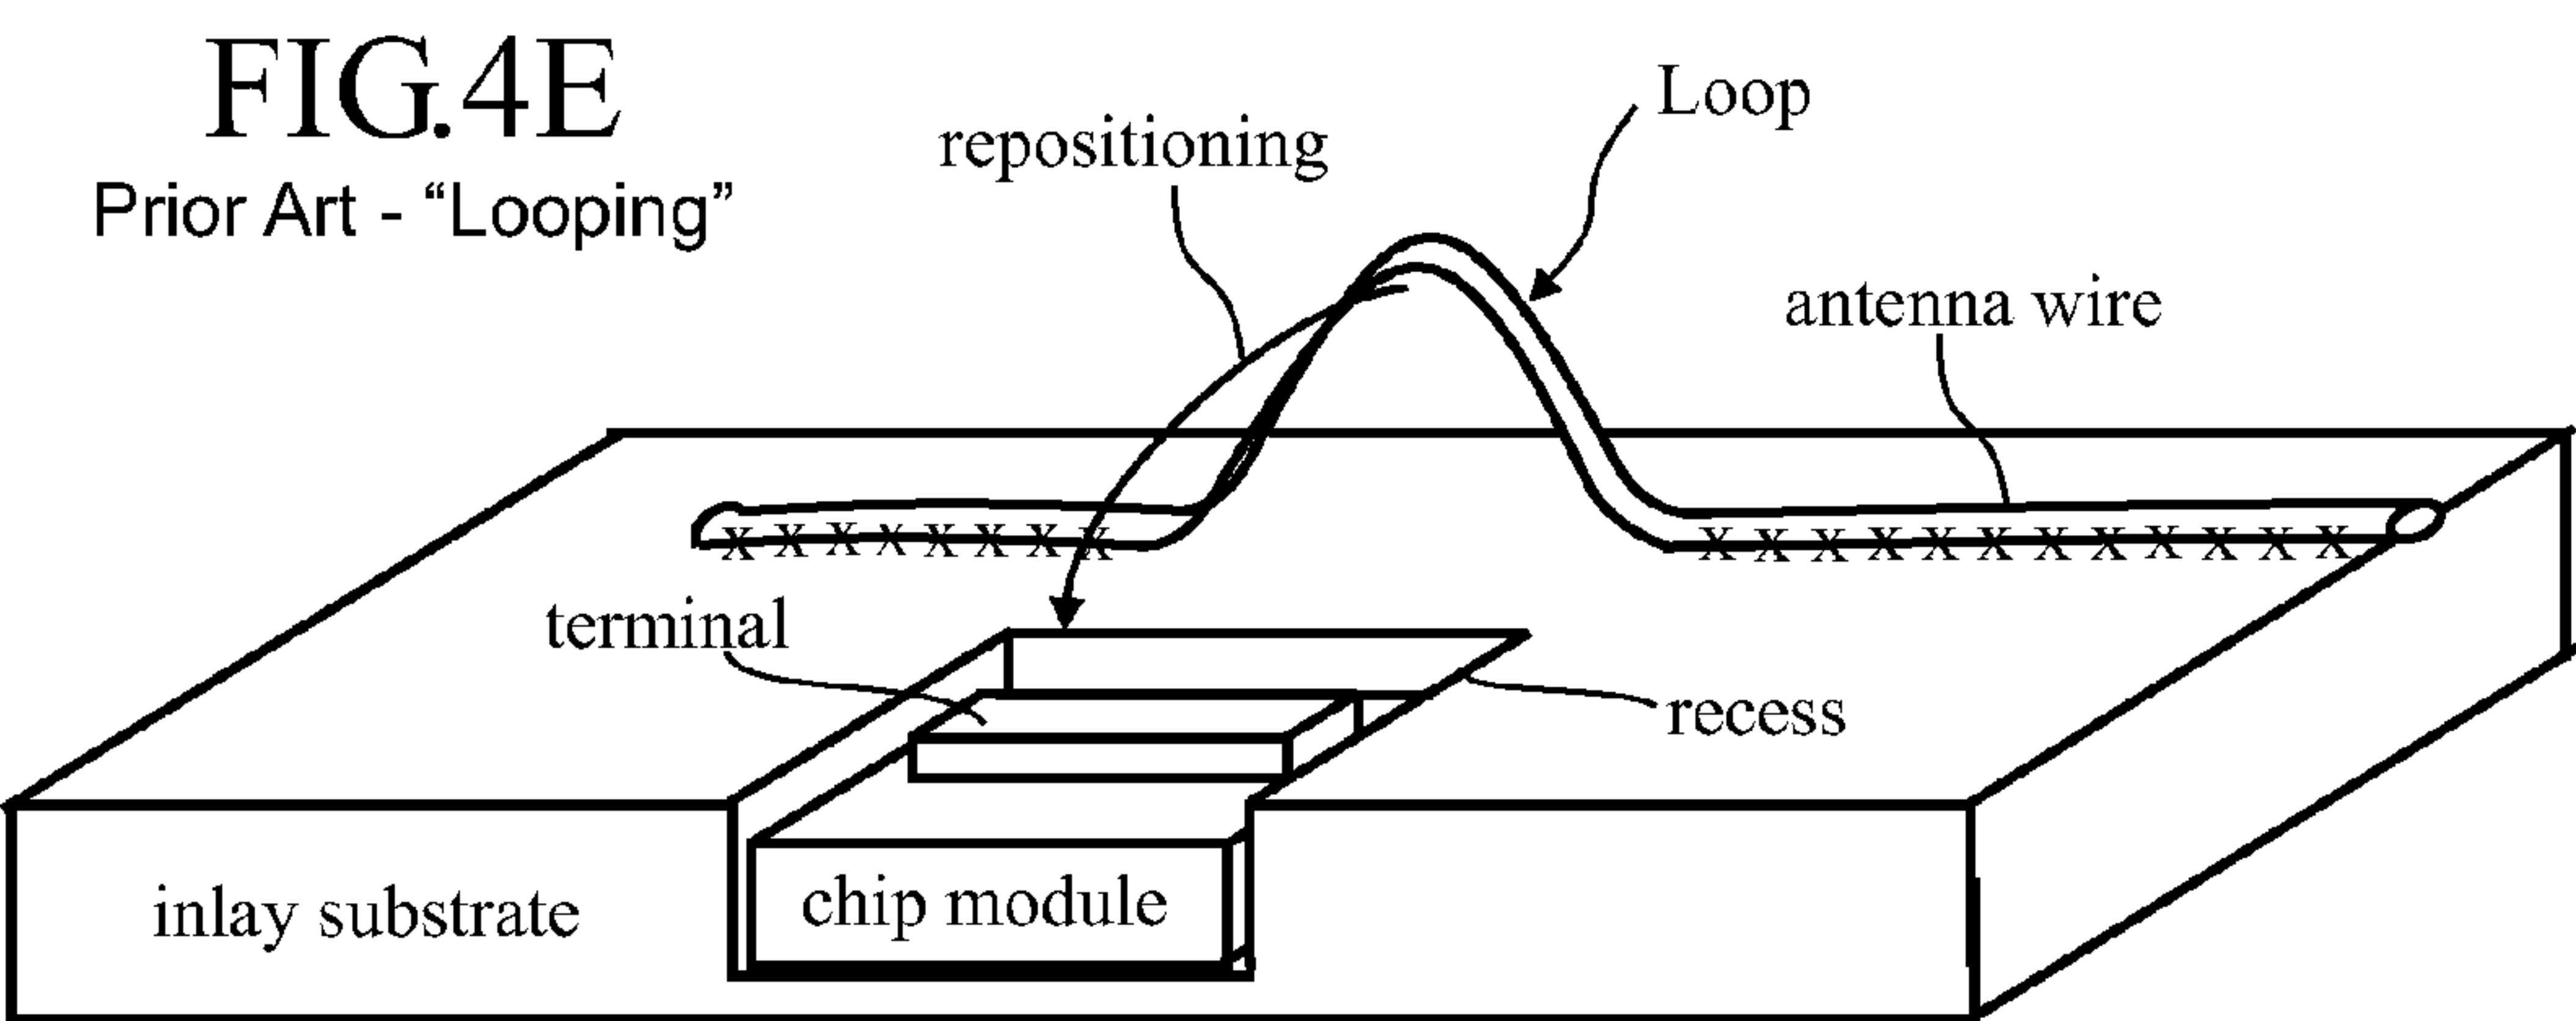 FIG.4E
Prior Art - “Looping”
repositioning
Loop
antenna wire
x x x x x x x x
x x x x x x x x x x x x
terminal
recess
inlay substrate
chip module